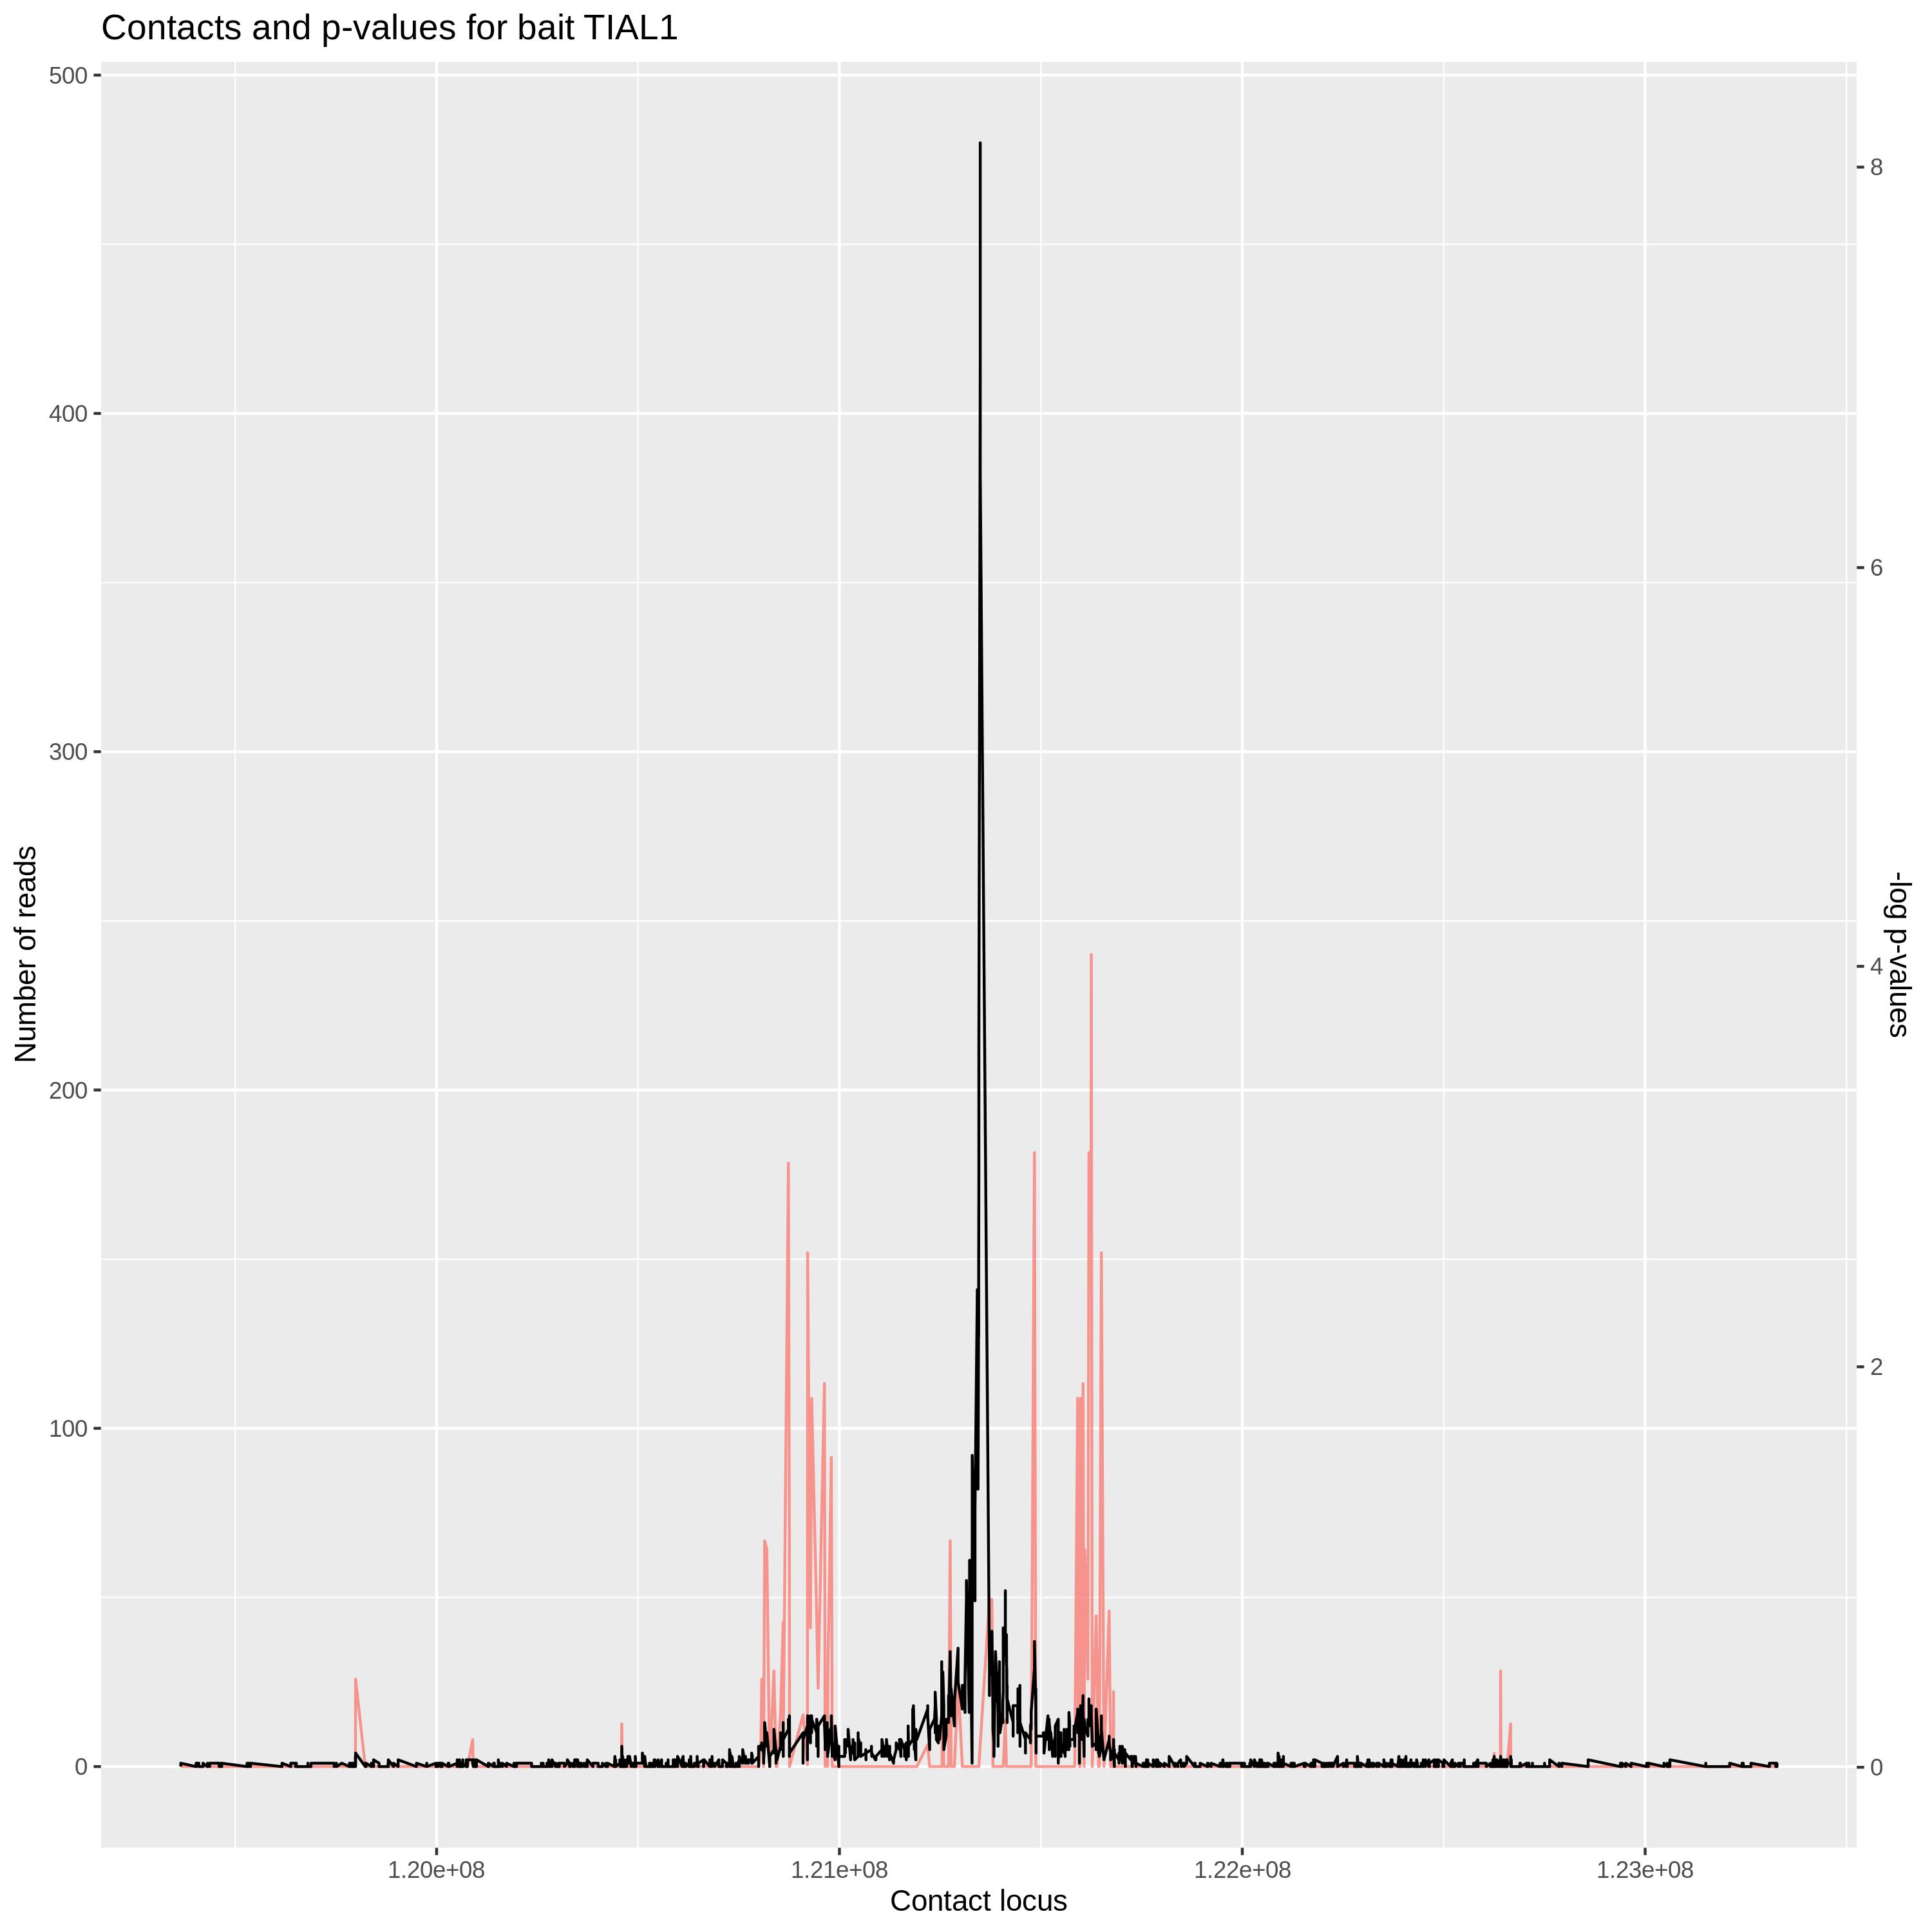 Contacts and p-values for bait TIAL1
500
400
300
200
100
0
Number of reads
8
6
4
2
0
-log p-values
1.20e+08
1.21e+08
1.22e+08
1.23e+08
Contact locus